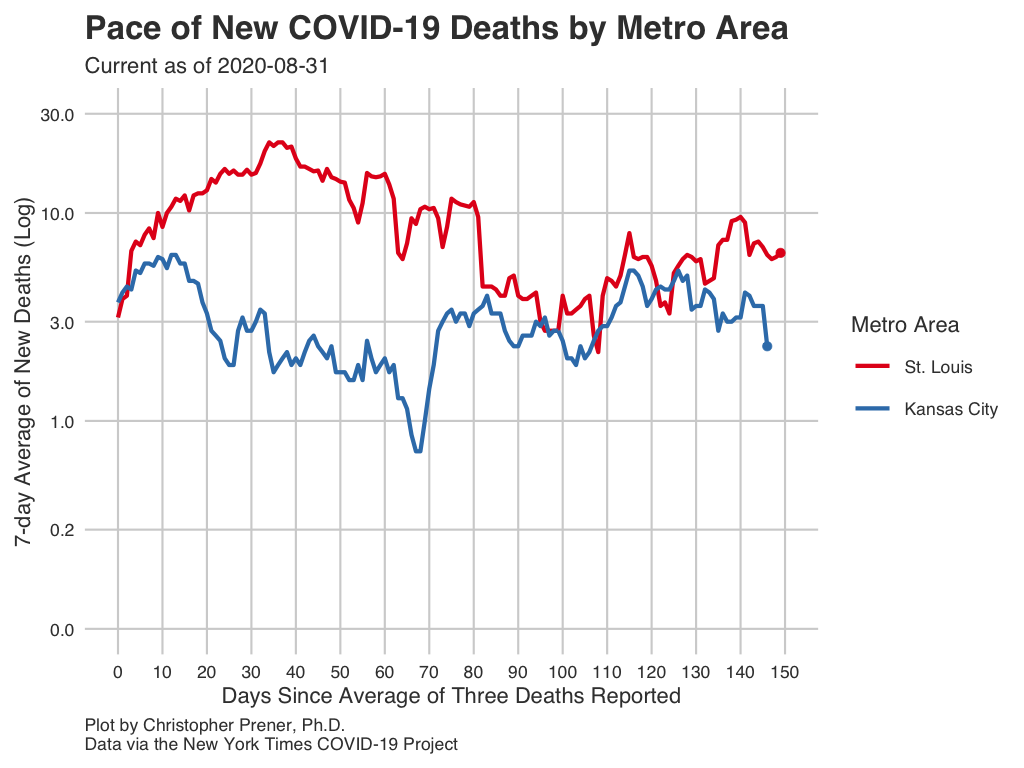 Pace of New COVID-19 Deaths by Metro Area
Current as of 2020-08-31
7-day Average of New Deaths (Log)
30.0
10.0
3.0
1.0
0.2
0.0
0 10 20 30 40 50 60 70 80 90 100 110 120 130 140 150
Days Since Average of Three Deaths Reported
Metro Area
St. Louis
Kansas City
Plot by Christopher Prener, Ph.D.
Data via the New York Times COVID-19 Project